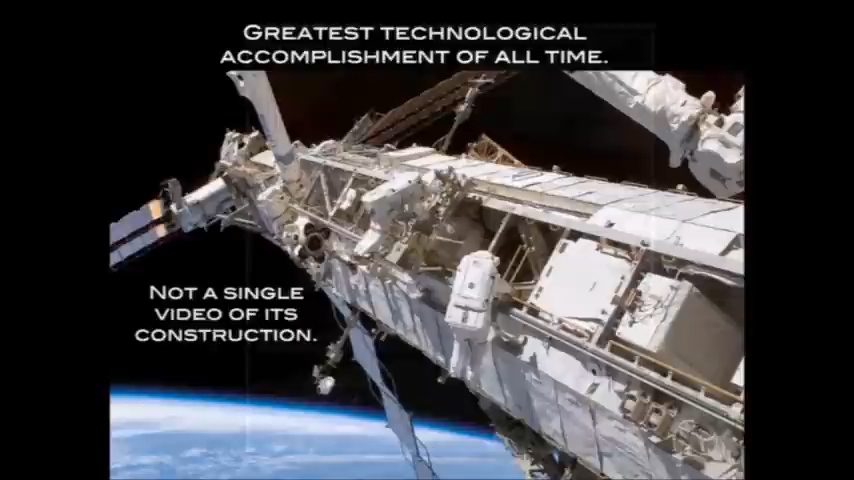 Greatest technological
accomplishment of all time.
Not a single
video of its
construction.